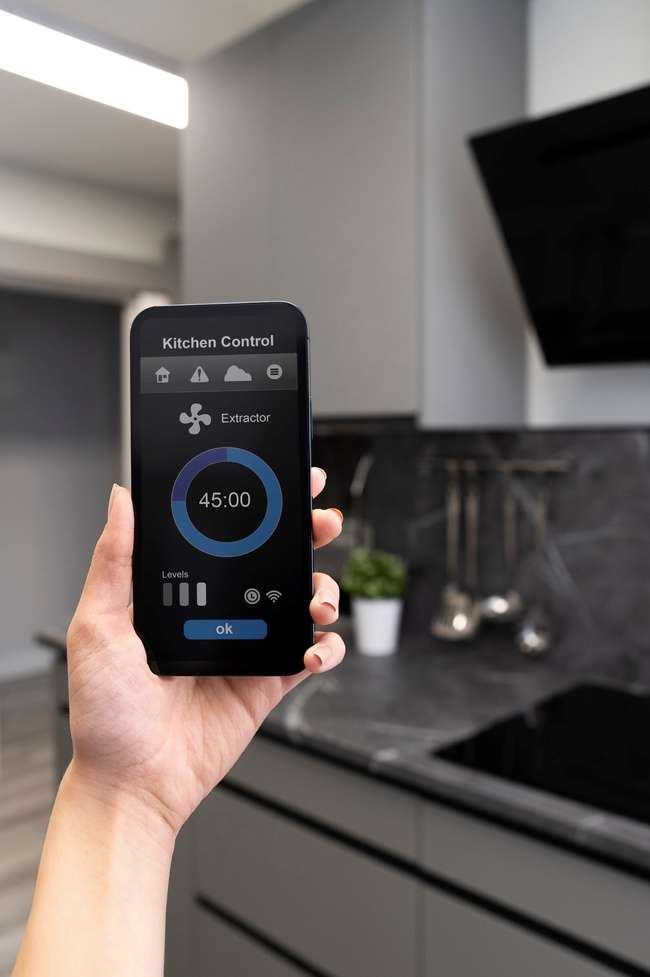 Kitchen Control
Extractor
45:00
Levels
ok